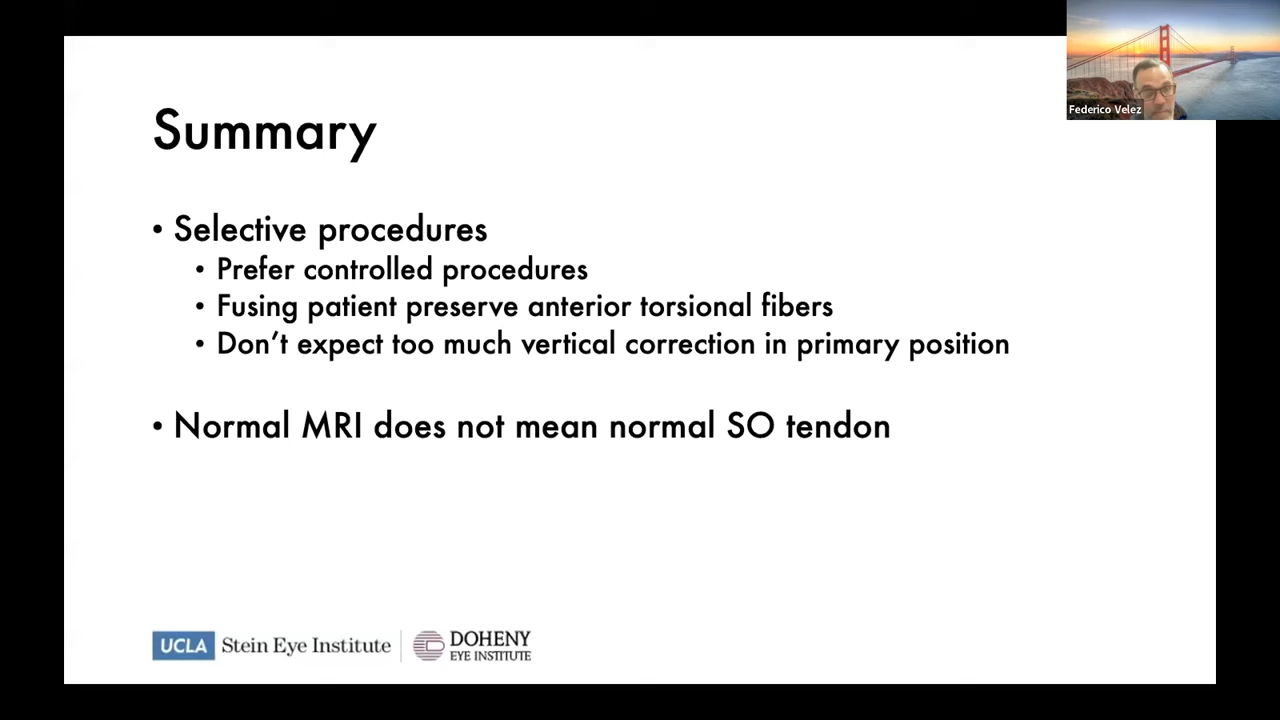 Federico Velez
Summary
• Selective procedures
• Prefer controlled procedures
• Fusing patient preserve anterior torsional fibers
• Don't expect too much vertical correction in primary position
• Normal MRI does not mean normal SO tendon
UCLA Stein Eye Institute
DOHENY
EYE INSTITUTE